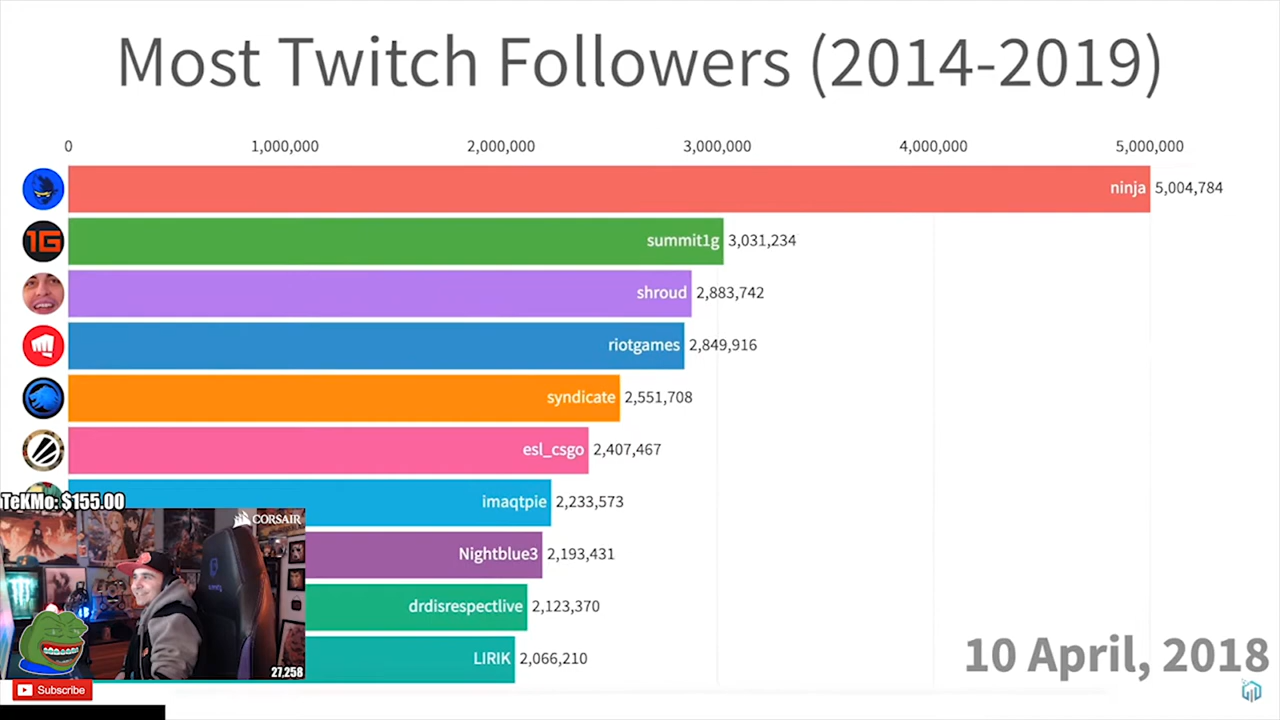 Most Twitch Followers (2014-2019)
0 1,000,000 2,000,000 3,000,000 4,000,000 5,000,000
ninja 5,004,784
1G summit1g 3,031,234
shroud 2,883,742
riotgames 2,849,916
syndicate 2,551,708
esl_csgo 2,407,467
imaqtpie 2,233,573
TeKMo: $155.00
CORSAIR
Nightblue3 2,193,431
drdisrespectlive 2,123,370
LIRIK 2,066,210
10 April, 2018
27,258
Subscribe